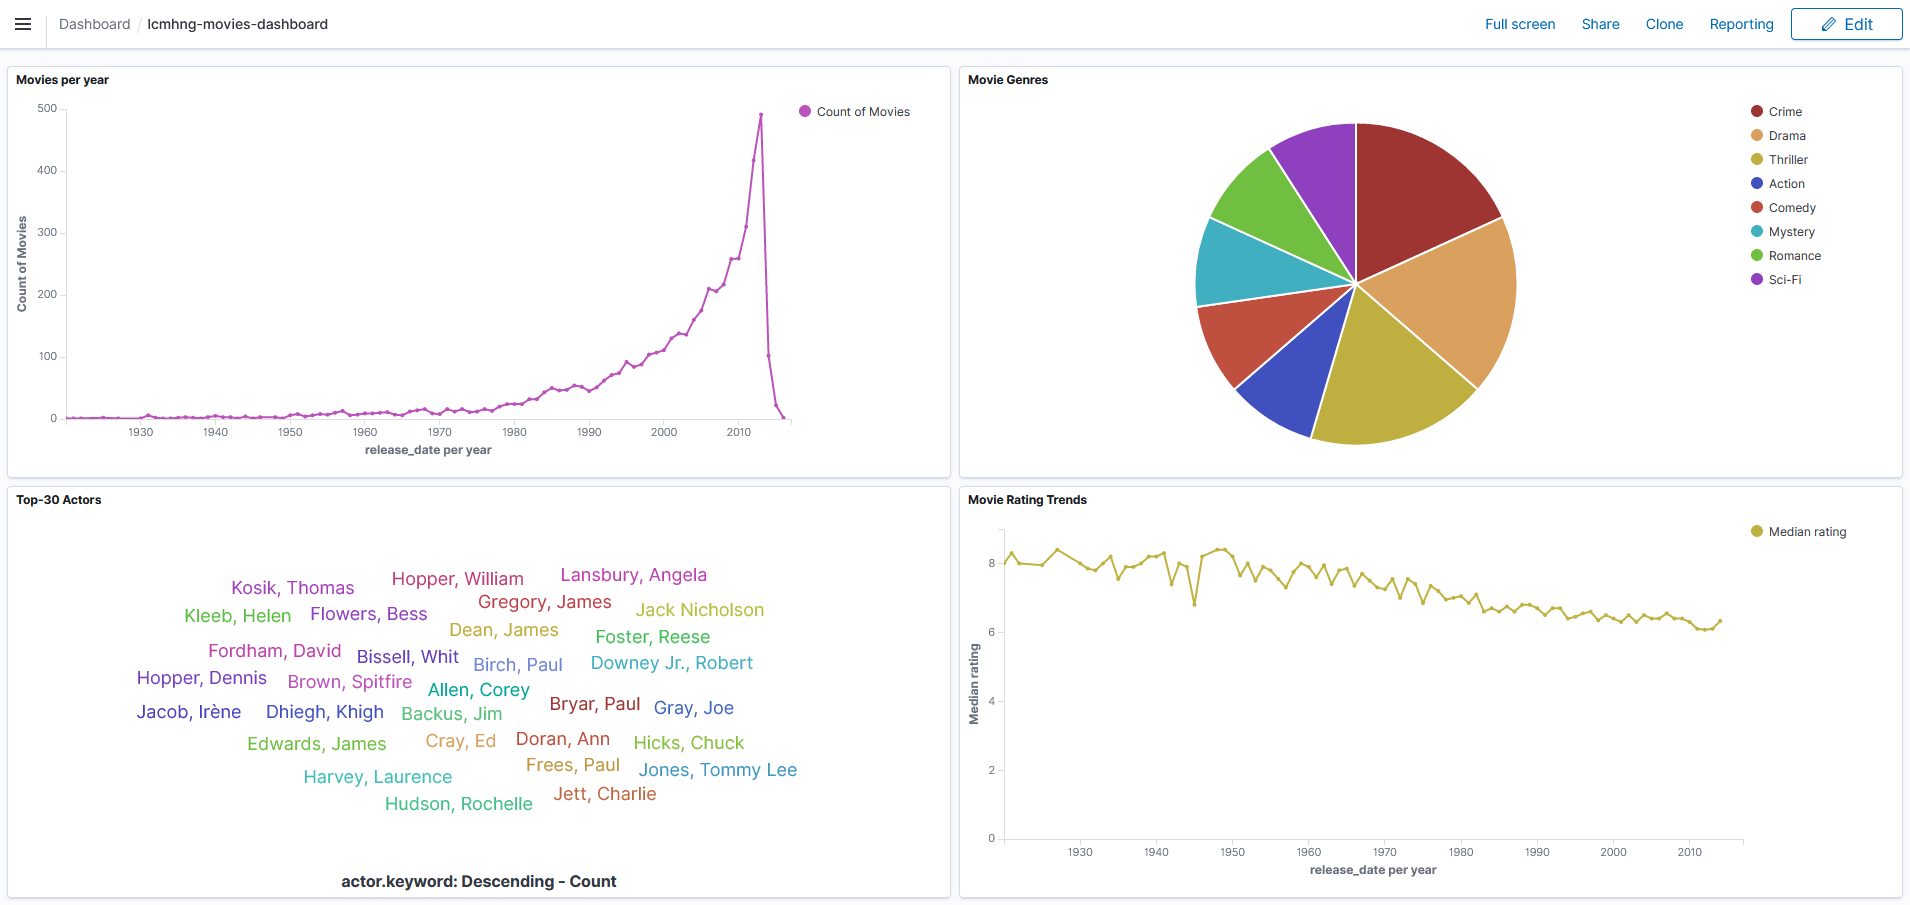 Dashboard / lcmhng-movies-dashboard
Full screen Share Clone Reporting Edit
Movies per year
500
400
300
200
100
0
Count of Movies
1930 1940 1950 1960 1970 1980 1990 2000 2010
release_date per year
Count of Movies
Movie Genres
Crime
Drama
Thriller
Action
Comedy
Mystery
Romance
Sci-Fi
Top-30 Actors
Kosik, Thomas
Hopper, William
Lansbury, Angela
Kleeb, Helen
Flowers, Bess
Gregory, James
Jack Nicholson
Dean, James
Foster, Reese
Fordham, David
Bissell, Whit
Birch, Paul
Downey Jr., Robert
Hopper, Dennis
Brown, Spitfire
Allen, Corey
Bryar, Paul
Gray, Joe
Jacob, Irène
Dhiegh, Khigh
Backus, Jim
Edwards, James
Cray, Ed
Doran, Ann
Hicks, Chuck
Harvey, Laurence
Frees, Paul
Jones, Tommy Lee
Hudson, Rochelle
Jett, Charlie
actor.keyword: Descending - Count
Movie Rating Trends
8
6
4
2
0
Median rating
1930 1940 1950 1960 1970 1980 1990 2000 2010
release_date per year
Median rating